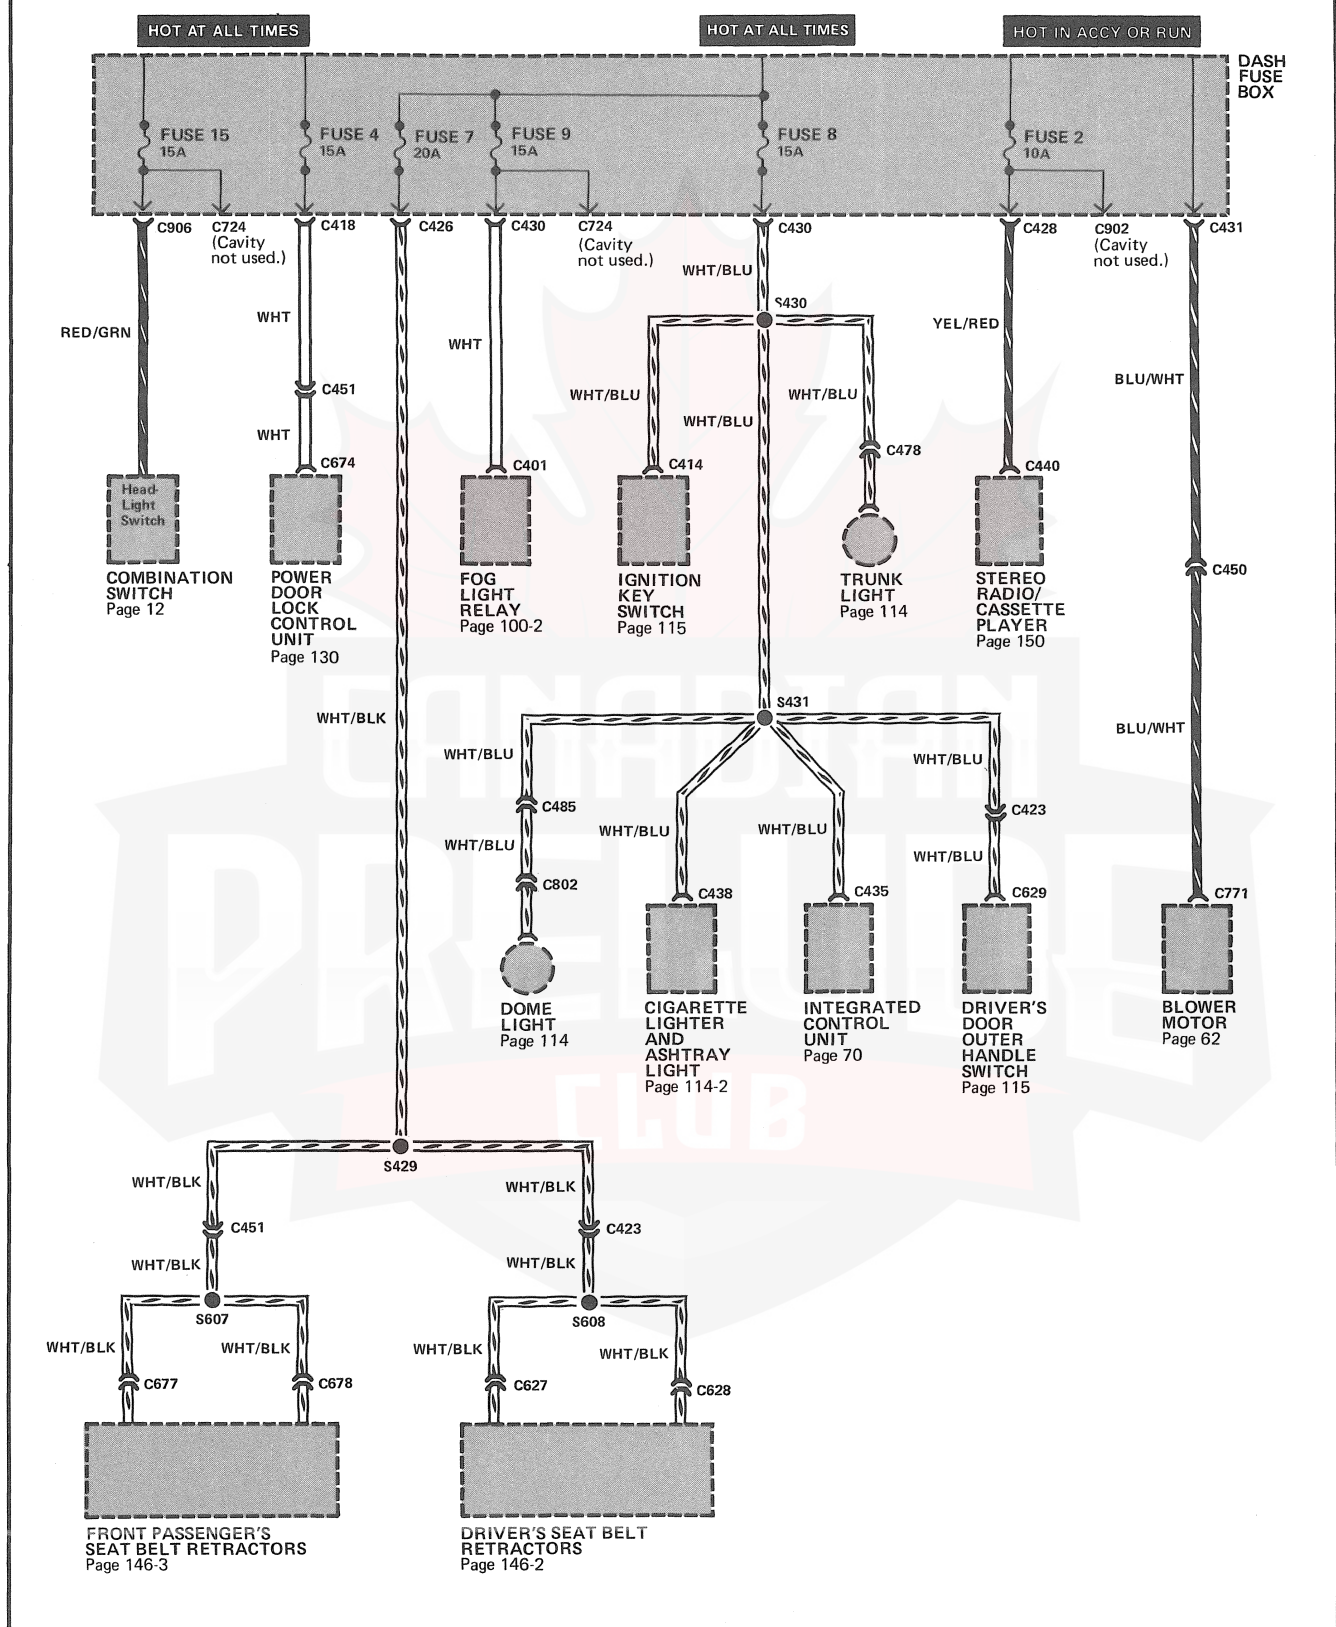 HOT AT ALL TIMES
HOT AT ALL TIMES
HOT IN ACCY OR RUN
DASH
FUSE
BOX
FUSE 15
15A
FUSE 4
15A
FUSE 7
20A
FUSE 9
15A
FUSE 8
15A
FUSE 2
10A
C906
C724
(Cavity
not used.)
C418
C426
C430
C724
(Cavity
not used.)
C430
C428
C902
(Cavity
not used.)
C431
WHT/BLU
S430
RED/GRN
WHT
WHT
YEL/RED
BLU/WHT
C451
WHT/BLU
WHT/BLU
WHT/BLU
WHT
C674
C401
C414
C478
C440
Head-
Light
Switch
COMBINATION
SWITCH
Page 12
POWER
DOOR
LOCK
CONTROL
UNIT
Page 130
FOG
LIGHT
RELAY
Page 100-2
IGNITION
KEY
SWITCH
Page 115
TRUNK
LIGHT
Page 114
STEREO
RADIO/
CASSETTE
PLAYER
Page 150
C450
CANADIAN
PRELUDE
CLUB
WHT/BLK
S431
BLU/WHT
WHT/BLU
WHT/BLU
C485
C423
WHT/BLU
WHT/BLU
WHT/BLU
WHT/BLU
C802
C438
C435
C629
C771
DOME
LIGHT
Page 114
CIGARETTE
LIGHTER
AND
ASHTRAY
LIGHT
Page 114-2
INTEGRATED
CONTROL
UNIT
Page 70
DRIVER'S
DOOR
OUTER
HANDLE
SWITCH
Page 115
BLOWER
MOTOR
Page 62
S429
WHT/BLK
WHT/BLK
C451
C423
WHT/BLK
WHT/BLK
S607
S608
WHT/BLK
WHT/BLK
WHT/BLK
WHT/BLK
C677
C678
C627
C628
FRONT PASSENGER'S
SEAT BELT RETRACTORS
Page 146-3
DRIVER'S SEAT BELT
RETRACTORS
Page 146-2